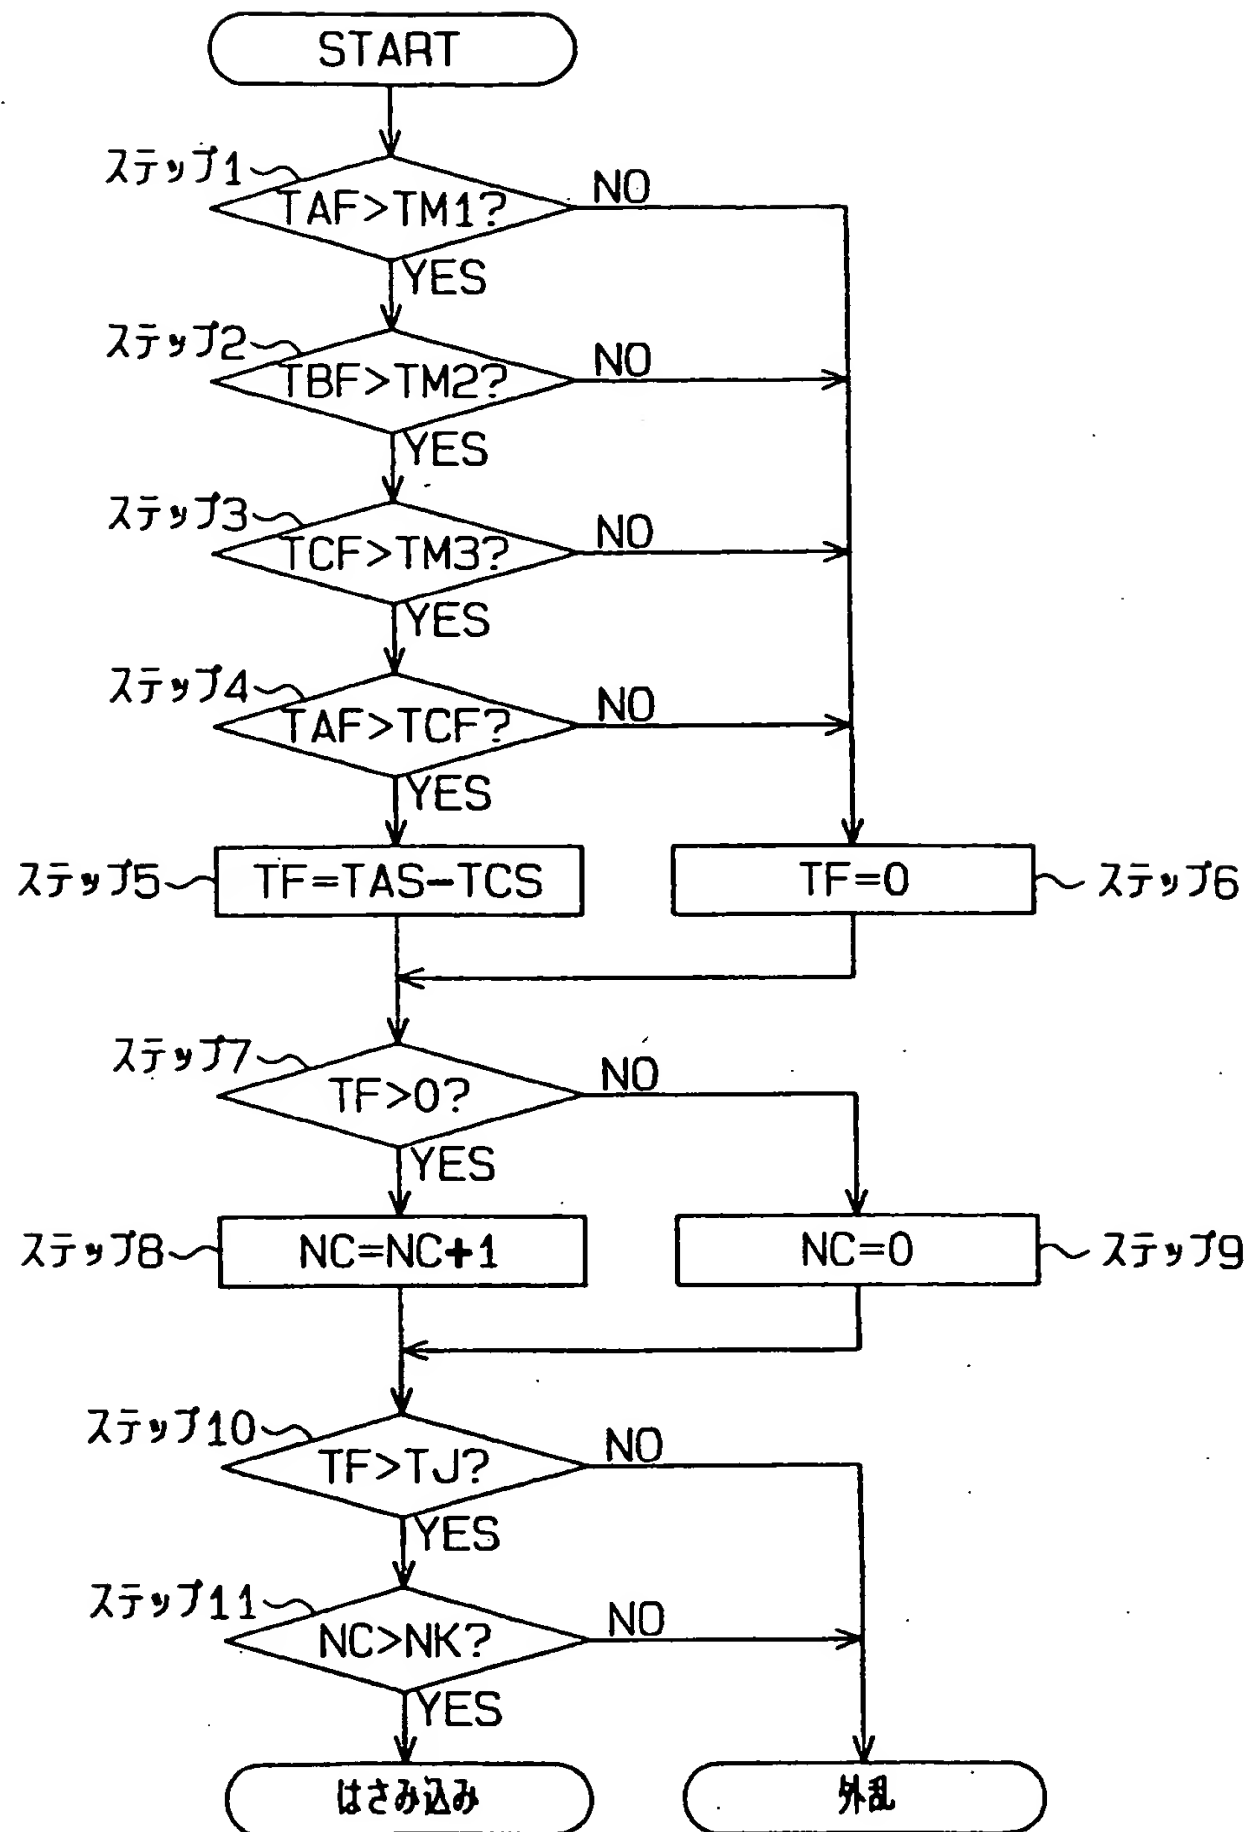 START
ステップ1
TAF>TM1?
NO
YES
ステップ2
TBF>TM2?
NO
YES
ステップ3
TCF>TM3?
NO
YES
ステップ4
TAF>TCF?
NO
YES
ステップ5
TF=TAS-TCS
TF=0
ステップ6
ステップ7
TF>0?
NO
YES
ステップ8
NC=NC+1
NC=0
ステップ9
ステップ10
TF>TJ?
NO
YES
ステップ11
NC>NK?
NO
YES
はさみ込み
外乱